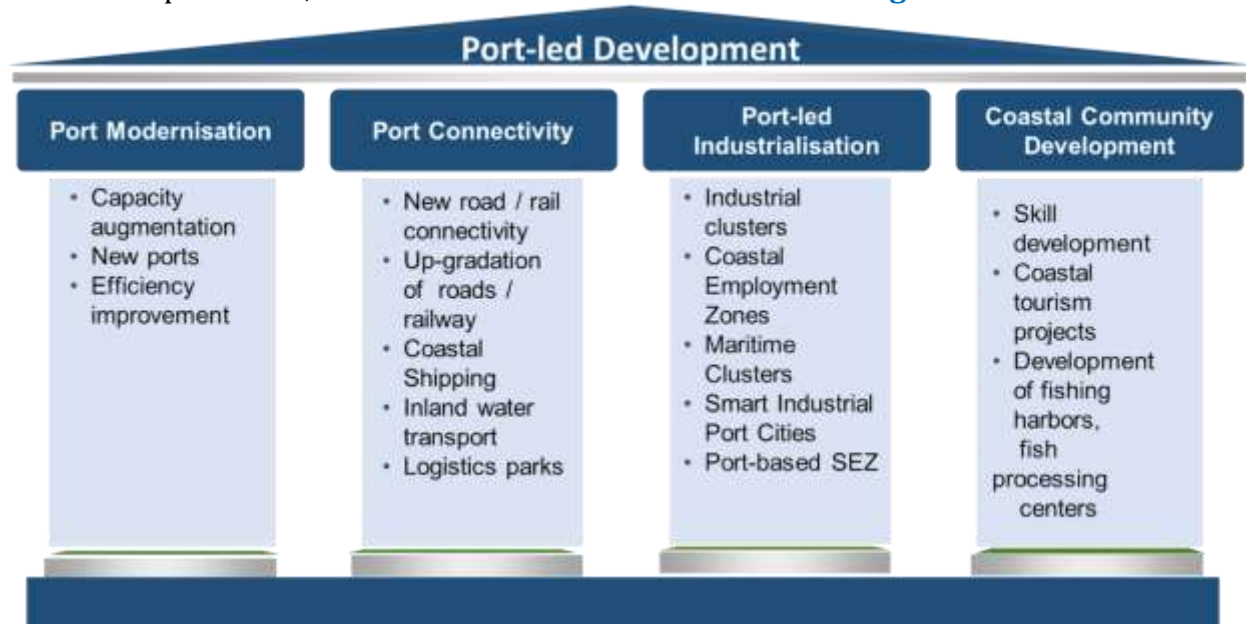 Port-led Development
Port Modernisation
• Capacity
augmentation
• New ports
• Efficiency
improvement
Port Connectivity
• New road / rail
connectivity
• Up-gradation
of roads /
railway
• Coastal
Shipping
• Inland water
transport
• Logistics parks
Port-led
Industrialisation
• Industrial
clusters
• Coastal
Employment
Zones
• Maritime
Clusters
• Smart Industrial
Port Cities
• Port-based SEZ
Coastal Community
Development
• Skill
development
• Coastal
tourism
projects
• Development
of fishing
harbors,
fish
processing
centers